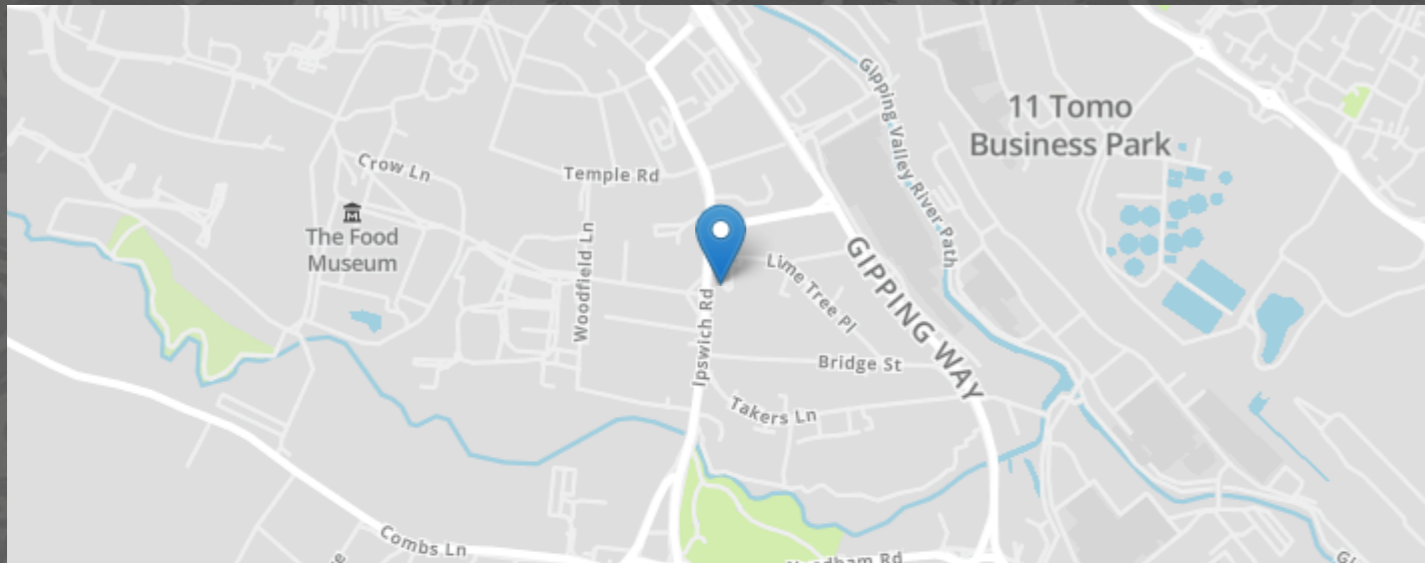 Gipping Valley River Path
11 Tomo
Business Park
Crow Ln
Temple Rd
The Food
Museum
Woodfield Ln
Lime Tree Pl
GIPPING WAY
Ipswich Rd
Bridge St
Takers Ln
Combs Ln